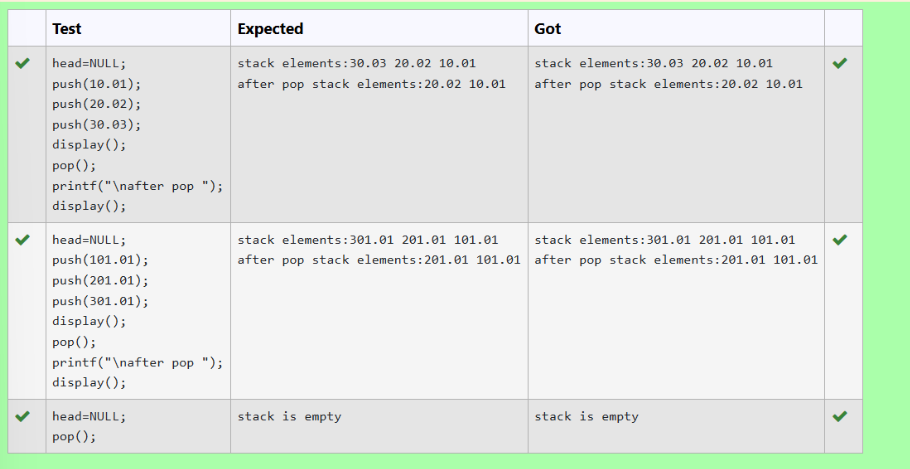 Test Expected Got
head=NULL; stack elements:30.03 20.02 10.01 stack elements:30.03 20.02 10.01
push(10.01); after pop stack elements:20.02 10.01 after pop stack elements:20.02 10.01
push(20.02);
push(30.03);
display();
pop();
printf("\nafter pop ");
display();
head=NULL; stack elements:301.01 201.01 101.01 stack elements:301.01 201.01 101.01
push(101.01); after pop stack elements:201.01 101.01 after pop stack elements:201.01 101.01
push(201.01);
push(301.01);
display();
pop();
printf("\nafter pop ");
display();
head=NULL; stack is empty stack is empty
pop();